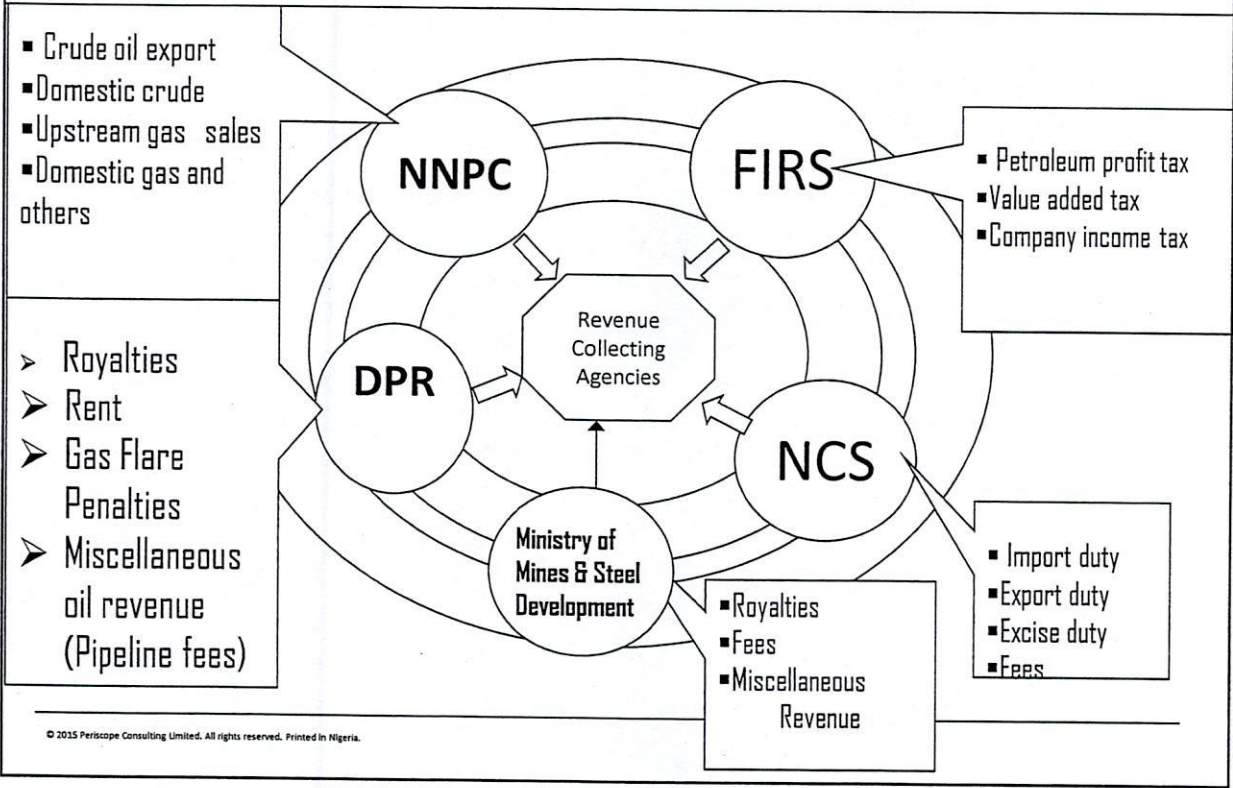 ▪ Crude oil export
▪Domestic crude
▪Upstream gas sales
▪Domestic gas and
others
NNPC
FIRS
▪ Petroleum profit tax
▪Value added tax
▪Company income tax
Revenue
Collecting
Agencies
➢ Royalties
➢ Rent
➢ Gas Flare
Penalties
➢ Miscellaneous
oil revenue
(Pipeline fees)
DPR
NCS
▪ Import duty
▪Export duty
▪Excise duty
▪Fees
Ministry of
Mines & Steel
Development
▪Royalties
▪Fees
▪Miscellaneous
Revenue
© 2015 Periscope Consulting Limited. All rights reserved. Printed in Nigeria.